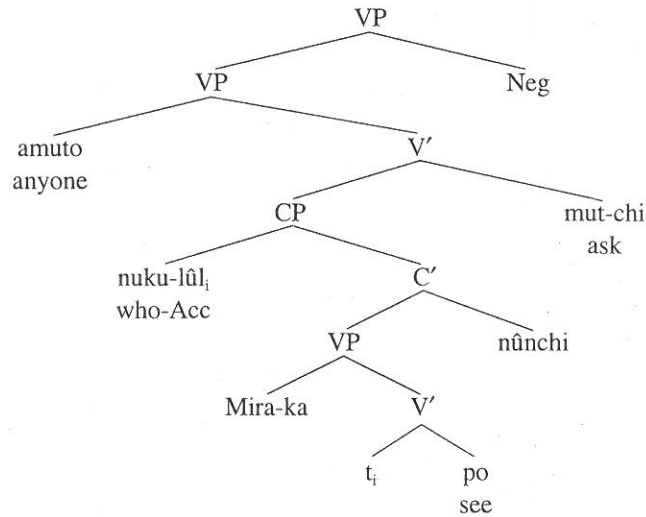 VP
VP Neg
amuto V′
anyone
CP mut-chi
ask
nuku-lûlᵢ C′
who-Acc
VP nûnchi
Mira-ka V′
tᵢ po
see